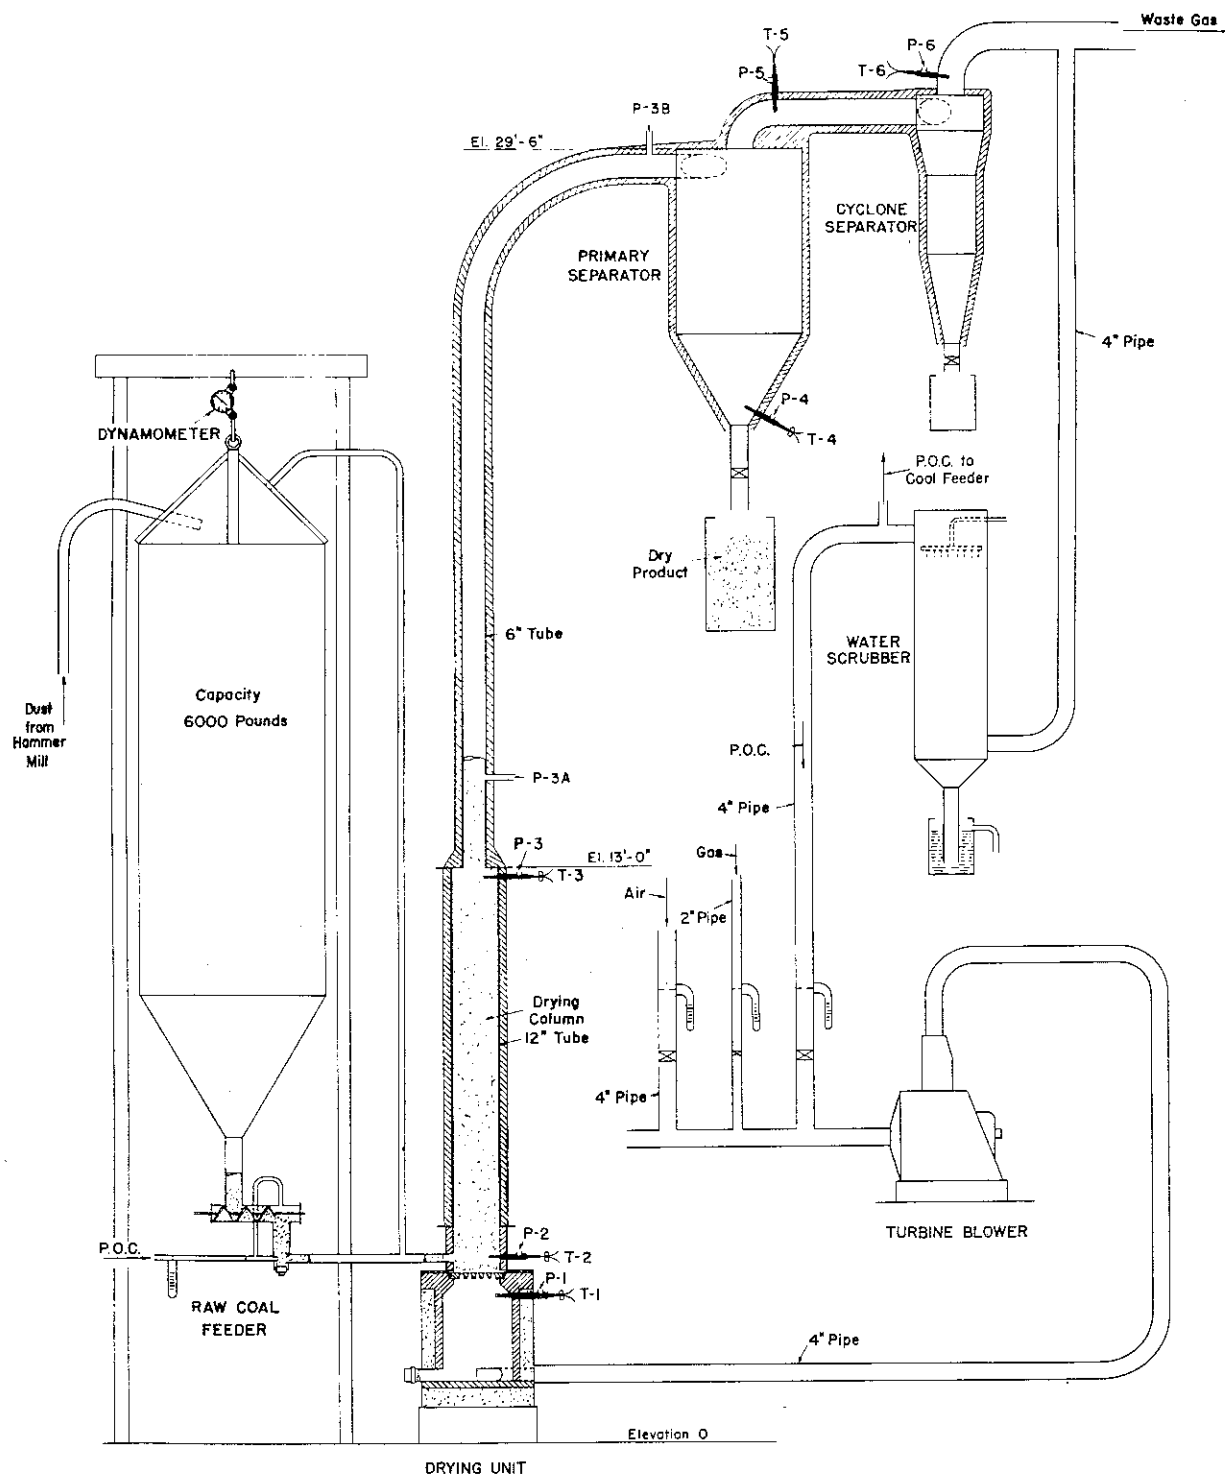 Waste Gas
T-5
P-6
P-5
T-6
P-3B
El. 29'-6"
CYCLONE
SEPARATOR
PRIMARY
SEPARATOR
4" Pipe
P-4
DYNAMOMETER
T-4
P.O.C. to
Cool Feeder
Dry
Product
6" Tube
WATER
SCRUBBER
Capacity
6000 Pounds
Dust
from
Hammer
Mill
P.O.C.
P-3A
4" Pipe
P-3
El. 13'-0"
Gas
T-3
Air
2" Pipe
Drying
Column
12" Tube
4" Pipe
P-2
TURBINE BLOWER
P.O.C.
T-2
P-1
T-1
RAW COAL
FEEDER
4" Pipe
Elevation O
DRYING UNIT